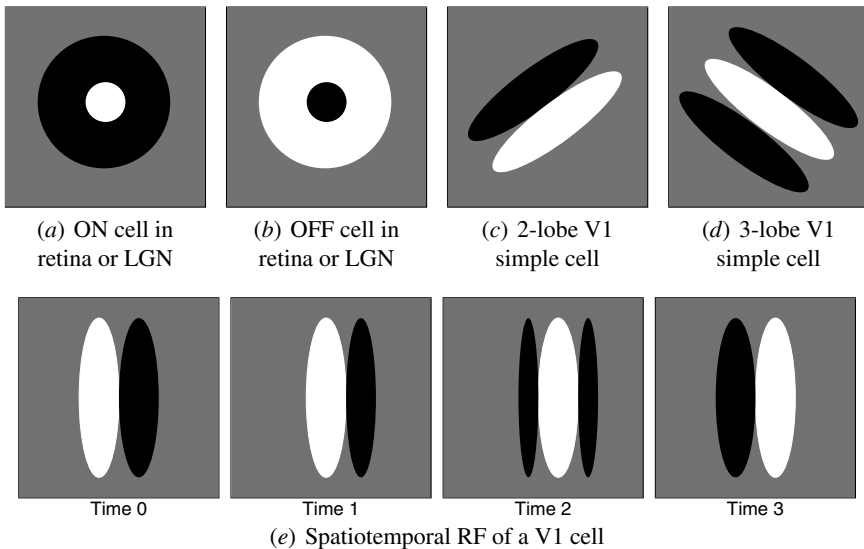 (a) ON cell in
retina or LGN
(b) OFF cell in
retina or LGN
(c) 2-lobe V1
simple cell
(d) 3-lobe V1
simple cell
Time 0
Time 1
Time 2
Time 3
(e) Spatiotemporal RF of a V1 cell